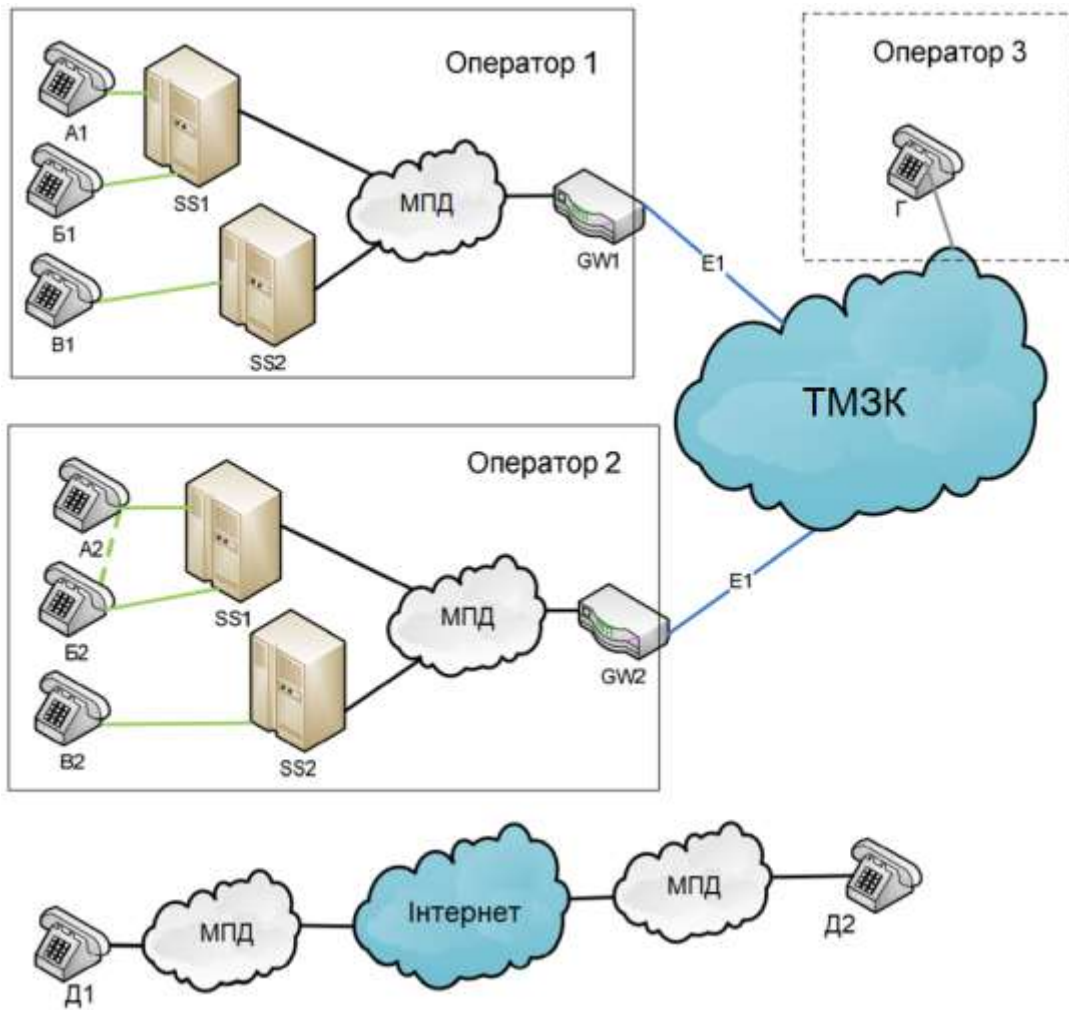 Оператор 1
А1
SS1
Б1
МПД
GW1
В1
SS2
E1
Оператор 3
Г
ТМЗК
Оператор 2
А2
SS1
Б2
МПД
GW2
В2
SS2
E1
Д1
МПД
Інтернет
МПД
Д2